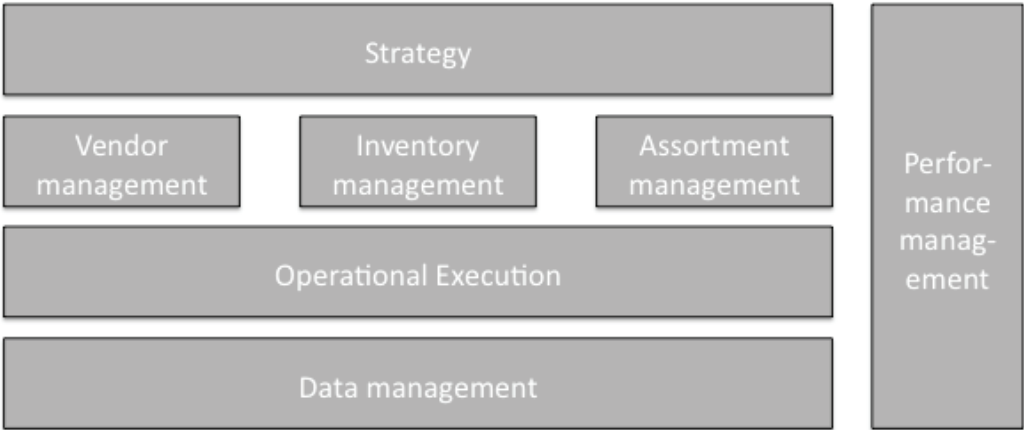 Strategy
Vendor
management
Inventory
management
Assortment
management
Operational Execution
Data management
Perfor-
mance
manag-
ement